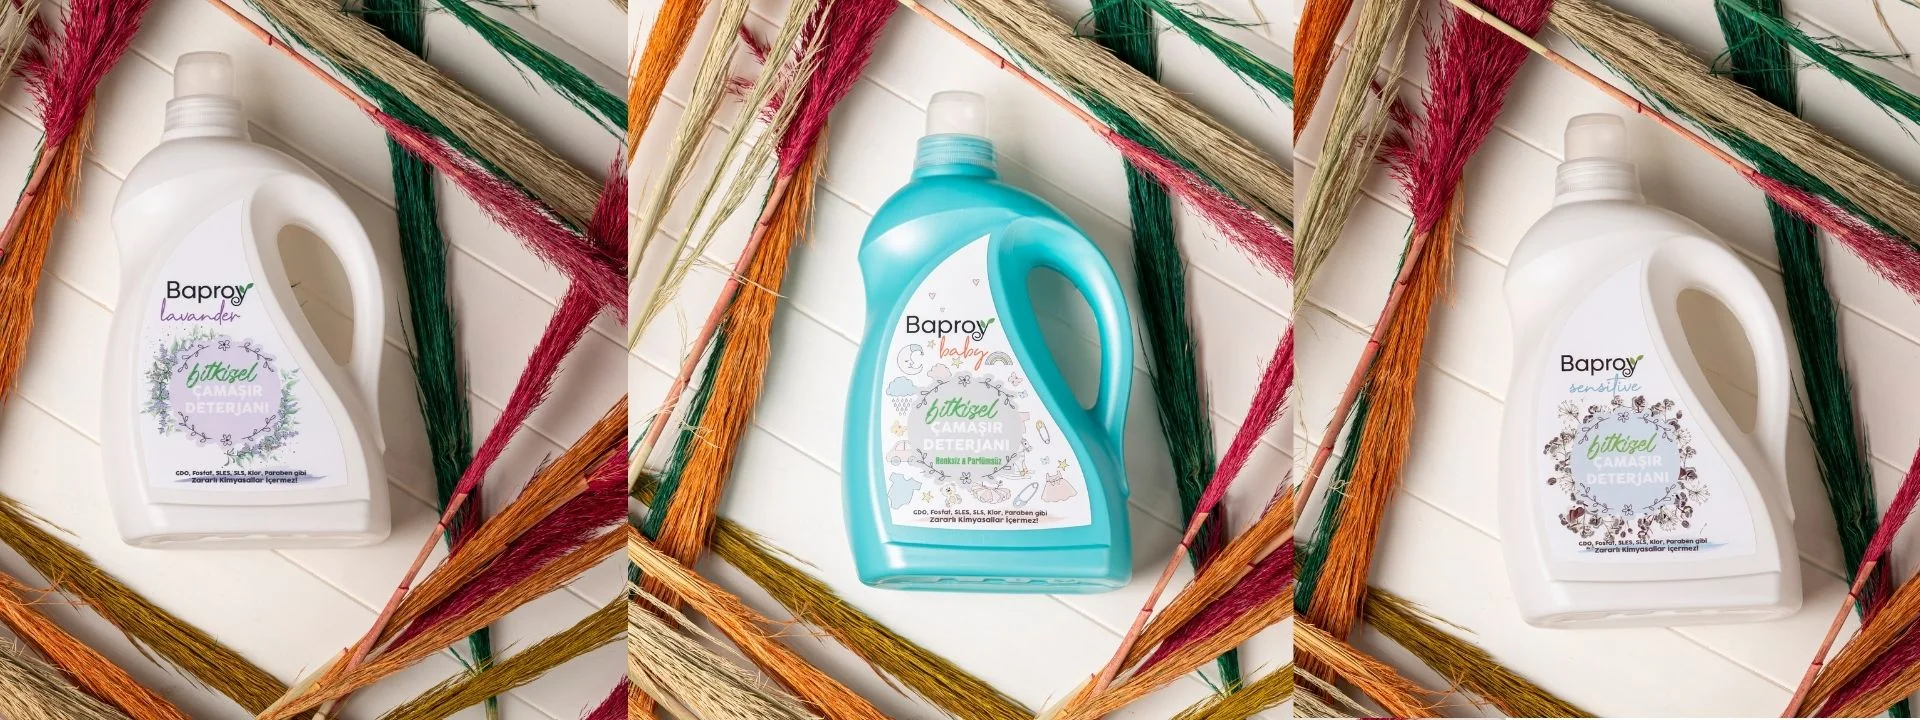 Baproy
lavander
bitkisel
ÇAMAŞIR
DETERJANI
GDO, Fosfat, SLES, SLS, Klor, Paraben gibi
Zararlı Kimyasallar İçermez!
Baproy
baby
bitkisel
ÇAMAŞIR
DETERJANI
Renksiz & Parfümsüz
GDO, Fosfat, SLES, SLS, Klor, Paraben gibi
Zararlı Kimyasallar İçermez!
Baproy
sensitive
bitkisel
ÇAMAŞIR
DETERJANI
GDO, Fosfat, SLES, SLS, Klor, Paraben gibi
Zararlı Kimyasallar İçermez!